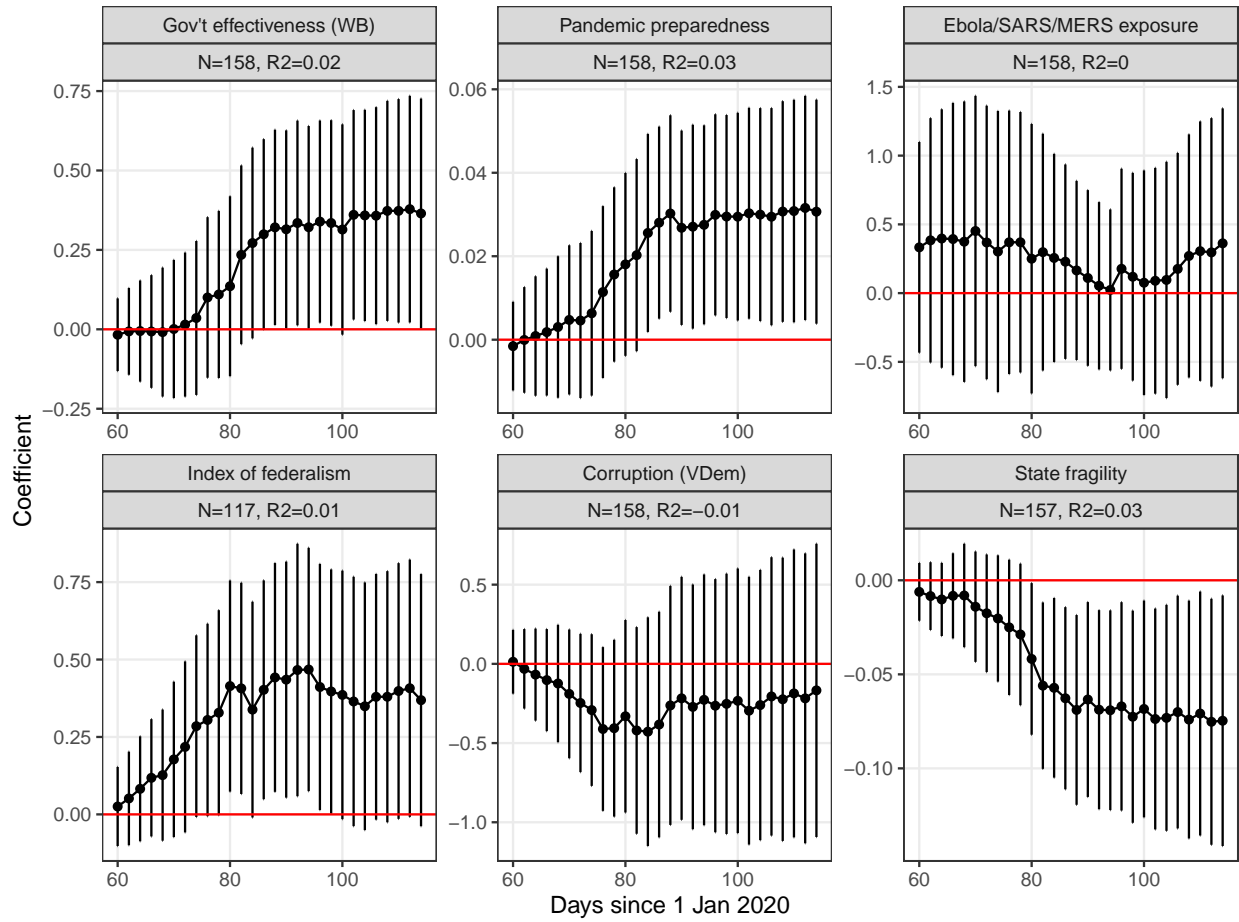 Gov't effectiveness (WB)
N=158, R2=0.02
0.75
0.50
0.25
0.00
−0.25
60 80 100
Pandemic preparedness
N=158, R2=0.03
0.06
0.04
0.02
0.00
60 80 100
Ebola/SARS/MERS exposure
N=158, R2=0
1.5
1.0
0.5
0.0
−0.5
60 80 100
Coefficient
Index of federalism
N=117, R2=0.01
0.75
0.50
0.25
0.00
60 80 100
Corruption (VDem)
N=158, R2=−0.01
0.5
0.0
−0.5
−1.0
60 80 100
State fragility
N=157, R2=0.03
0.00
−0.05
−0.10
60 80 100
Days since 1 Jan 2020